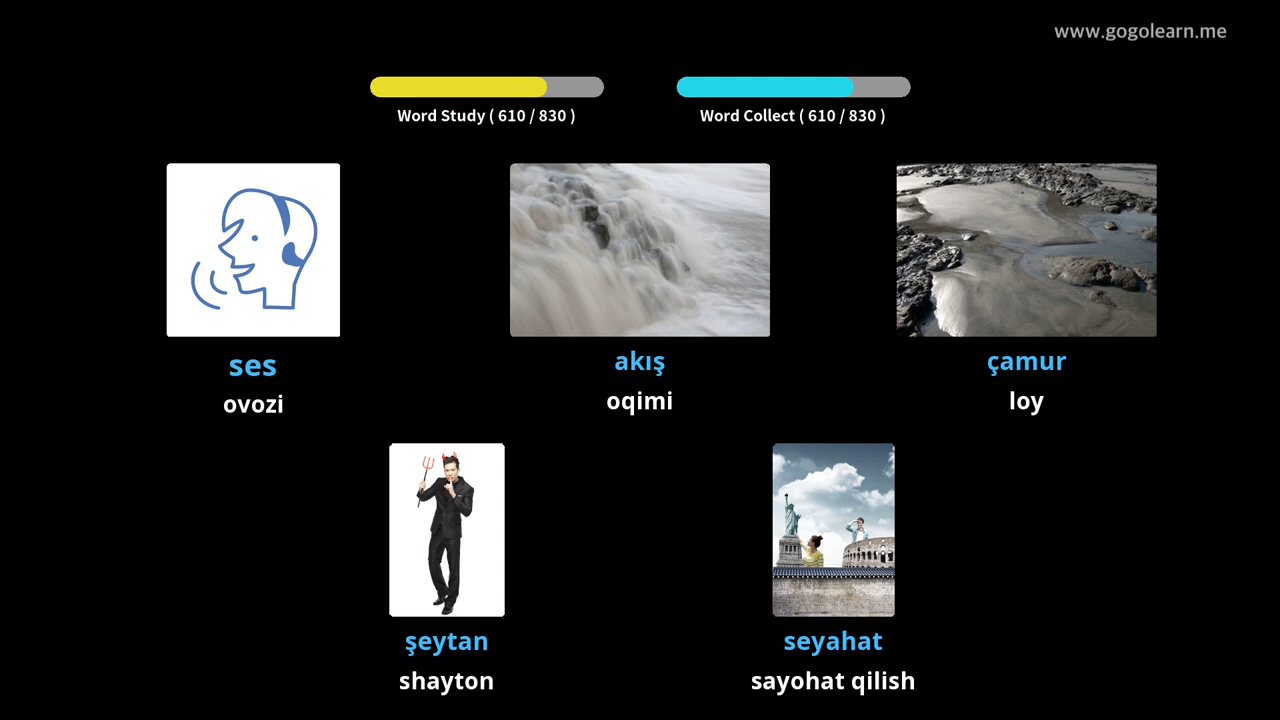 www.gogolearn.me
Word Study ( 610 / 830 )
Word Collect ( 610 / 830 )
ses
ovozi
akış
oqimi
çamur
loy
şeytan
shayton
seyahat
sayohat qilish